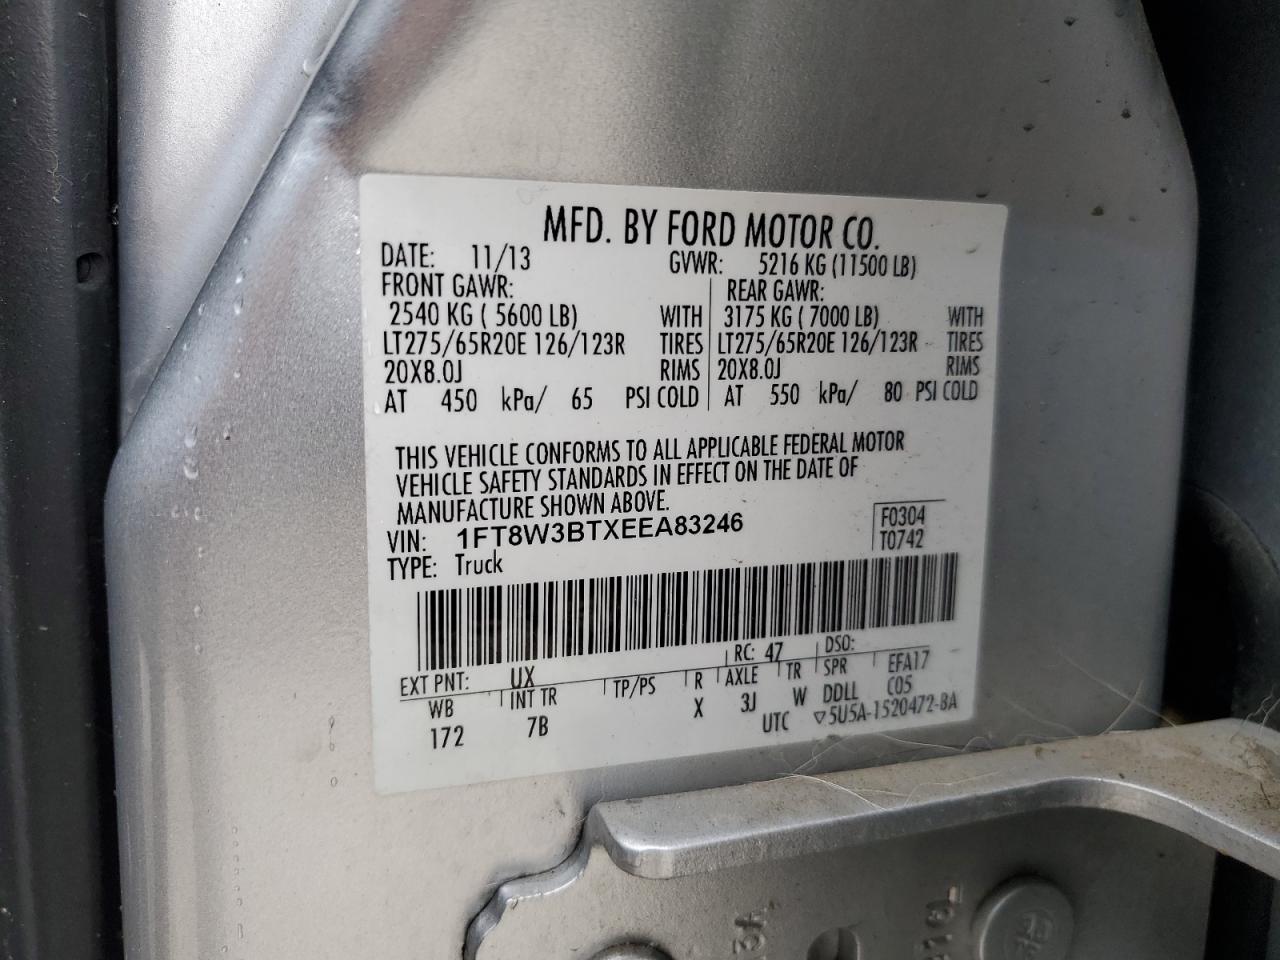 MFD. BY FORD MOTOR CO.
DATE: 11/13 GVWR: 5216 KG (11500 LB)
FRONT GAWR: REAR GAWR:
2540 KG ( 5600 LB) WITH 3175 KG ( 7000 LB) WITH
LT275/65R20E 126/123R TIRES LT275/65R20E 126/123R TIRES
20X8.0J RIMS 20X8.0J RIMS
AT 450 kPa/ 65 PSI COLD AT 550 kPa/ 80 PSI COLD
THIS VEHICLE CONFORMS TO ALL APPLICABLE FEDERAL MOTOR
VEHICLE SAFETY STANDARDS IN EFFECT ON THE DATE OF
MANUFACTURE SHOWN ABOVE.
VIN: 1FT8W3BTXEEA83246 F0304
TYPE: Truck T0742
EXT PNT: UX RC: 47 DSO:
WB INT TR TP/PS R AXLE TR SPR EFA17
172 7B X 3J W DDLL C05
UTC ▽5U5A-1520472-BA